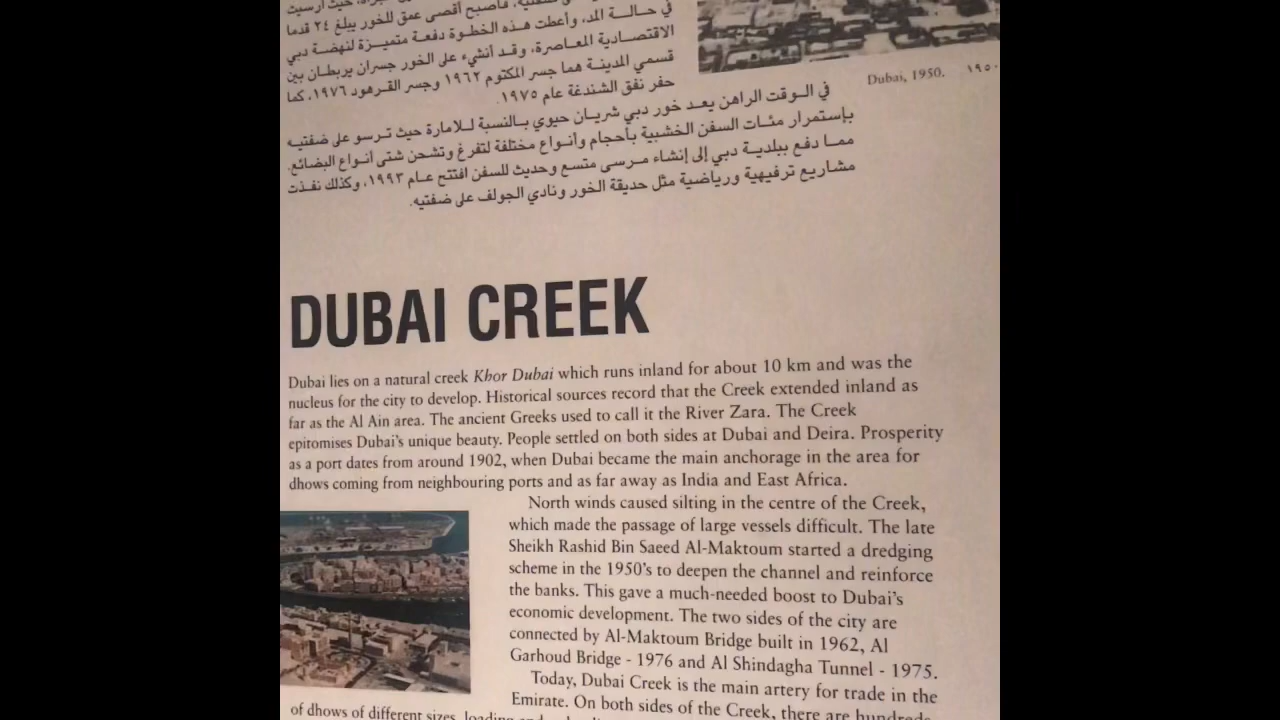 في حالة المد، وأعطت هذه الخطوة دفعة متميزة لنهضة دبي
الاقتصادية المعاصرة، وقد أنشيء على الخور جسران يربطان بين
قسمي المدينة هما جسر المكتوم ١٩٦٢ وجسر القرهود ١٩٧٦، كما
حفر نفق الشندغة عام ١٩٧٥.
Dubai, 1950. ١٩٥٠
في الوقت الراهن يعد خور دبي شريان حيوي بالنسبة للامارة حيث ترسو على ضفتيه
بإستمرار مئات السفن الخشبية بأحجام وأنواع مختلفة لتفرغ وتشحن شتى أنواع البضائع.
مما دفع ببلدية دبي إلى إنشاء مرسى متسع وحديث للسفن افتتح عام ١٩٩٣، وكذلك نفذت
مشاريع ترفيهية ورياضية مثل حديقة الخور ونادي الجولف على ضفتيه.
DUBAI CREEK
Dubai lies on a natural creek Khor Dubai which runs inland for about 10 km and was the
nucleus for the city to develop. Historical sources record that the Creek extended inland as
far as the Al Ain area. The ancient Greeks used to call it the River Zara. The Creek
epitomises Dubai's unique beauty. People settled on both sides at Dubai and Deira. Prosperity
as a port dates from around 1902, when Dubai became the main anchorage in the area for
dhows coming from neighbouring ports and as far away as India and East Africa.
North winds caused silting in the centre of the Creek,
which made the passage of large vessels difficult. The late
Sheikh Rashid Bin Saeed Al-Maktoum started a dredging
scheme in the 1950's to deepen the channel and reinforce
the banks. This gave a much-needed boost to Dubai's
economic development. The two sides of the city are
connected by Al-Maktoum Bridge built in 1962, Al
Garhoud Bridge - 1976 and Al Shindagha Tunnel - 1975.
Today, Dubai Creek is the main artery for trade in the
Emirate. On both sides of the Creek, there are hundreds
of dhows of different sizes, loading and